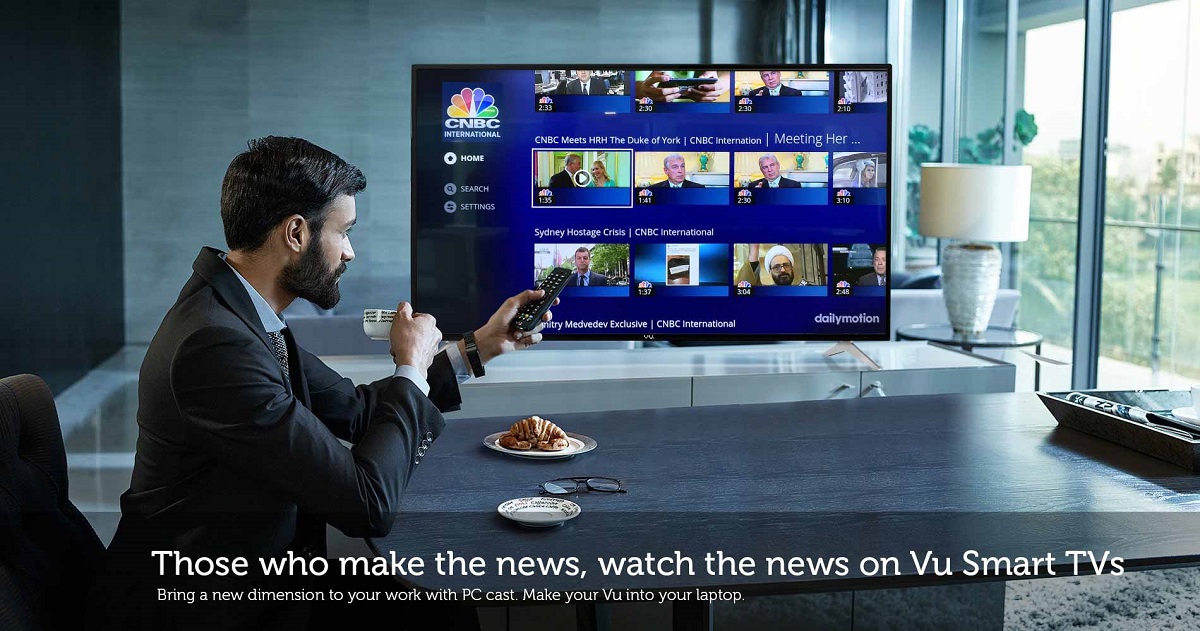 2:33
2:30
2:30
2:10
CNBC
INTERNATIONAL
CNBC Meets HRH The Duke of York | CNBC Internation | Meeting Her ...
HOME
1:35
1:41
2:30
3:10
SEARCH
SETTINGS
Sydney Hostage Crisis | CNBC International
1:37
3:04
2:48
mitry Medvedev Exclusive | CNBC International
dailymotion
Vu
Those who make the news, watch the news on Vu Smart TVs
Bring a new dimension to your work with PC cast. Make your Vu into your laptop.